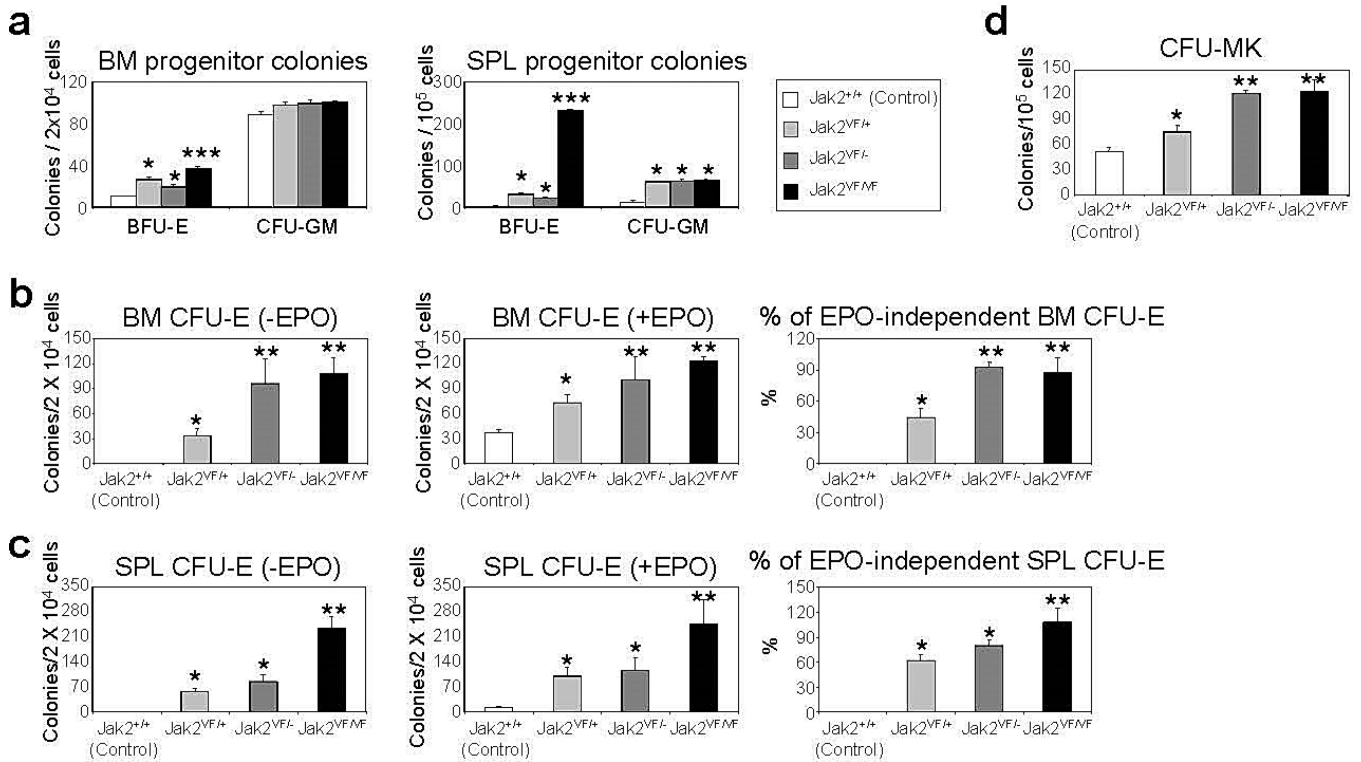 a
BM progenitor colonies
Colonies / 2x10⁴ cells
120
80
40
0
* * ***
BFU-E CFU-GM
SPL progenitor colonies
Colonies / 10⁵ cells
300
200
100
0
* * *** * * *
BFU-E CFU-GM
Jak2+/+ (Control)
Jak2VF/+
Jak2VF/-
Jak2VF/VF
d
CFU-MK
Colonies/10⁵ cells
150
120
90
60
30
0
* ** **
Jak2+/+ Jak2VF/+ Jak2VF/- Jak2VF/VF
(Control)
b
BM CFU-E (-EPO)
Colonies/2 X 10⁴ cells
150
120
90
60
30
0
* ** **
Jak2+/+ Jak2VF/+ Jak2VF/- Jak2VF/VF
(Control)
BM CFU-E (+EPO)
Colonies/2 X 10⁴ cells
150
120
90
60
30
0
* ** **
Jak2+/+ Jak2VF/+ Jak2VF/- Jak2VF/VF
(Control)
% of EPO-independent BM CFU-E
%
120
90
60
30
0
* ** **
Jak2+/+ Jak2VF/+ Jak2VF/- Jak2VF/VF
(Control)
c
SPL CFU-E (-EPO)
Colonies/2 X 10⁴ cells
350
280
210
140
70
0
* * **
Jak2+/+ Jak2VF/+ Jak2VF/- Jak2VF/VF
(Control)
SPL CFU-E (+EPO)
Colonies/2 X 10⁴ cells
350
280
210
140
70
0
* * **
Jak2+/+ Jak2VF/+ Jak2VF/- Jak2VF/VF
(Control)
% of EPO-independent SPL CFU-E
%
150
120
90
60
30
0
* * **
Jak2+/+ Jak2VF/+ Jak2VF/- Jak2VF/VF
(Control)